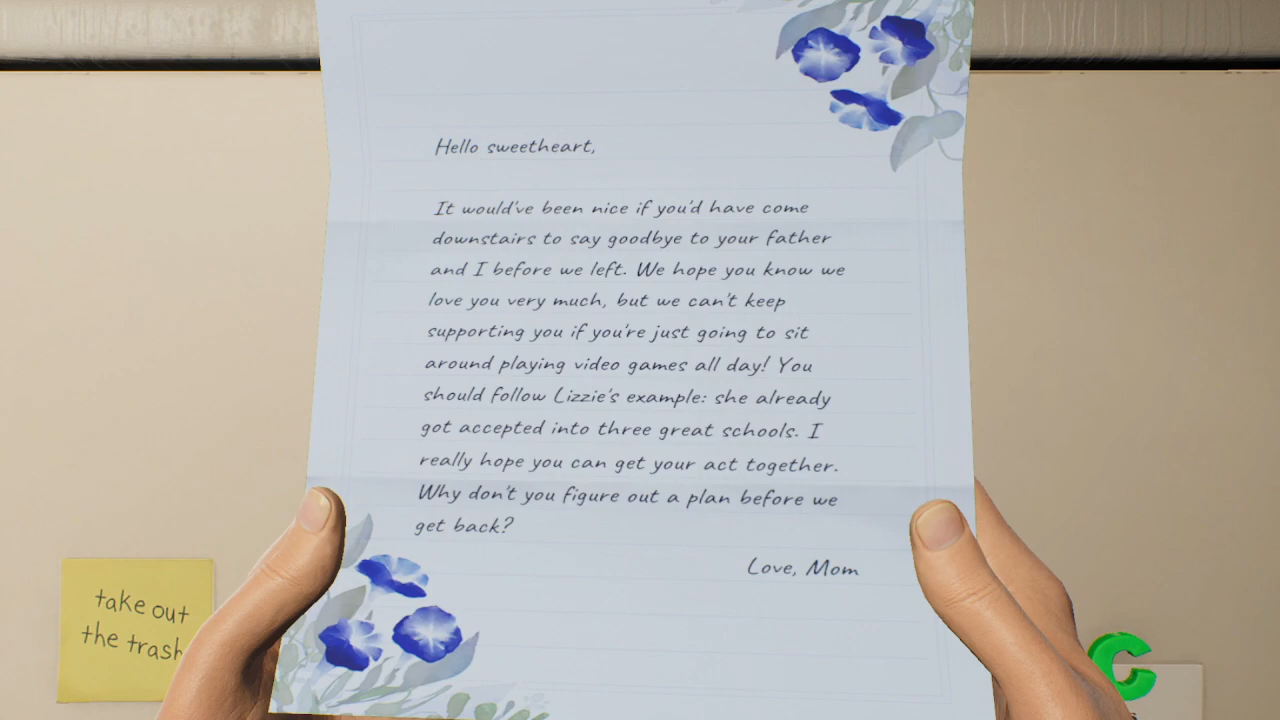 Hello sweetheart,
It would've been nice if you'd have come
downstairs to say goodbye to your father
and I before we left. We hope you know we
love you very much, but we can't keep
supporting you if you're just going to sit
around playing video games all day! You
should follow Lizzie's example: she already
got accepted into three great schools. I
really hope you can get your act together.
Why don't you figure out a plan before we
get back?
Love, Mom
take out
the trash
C